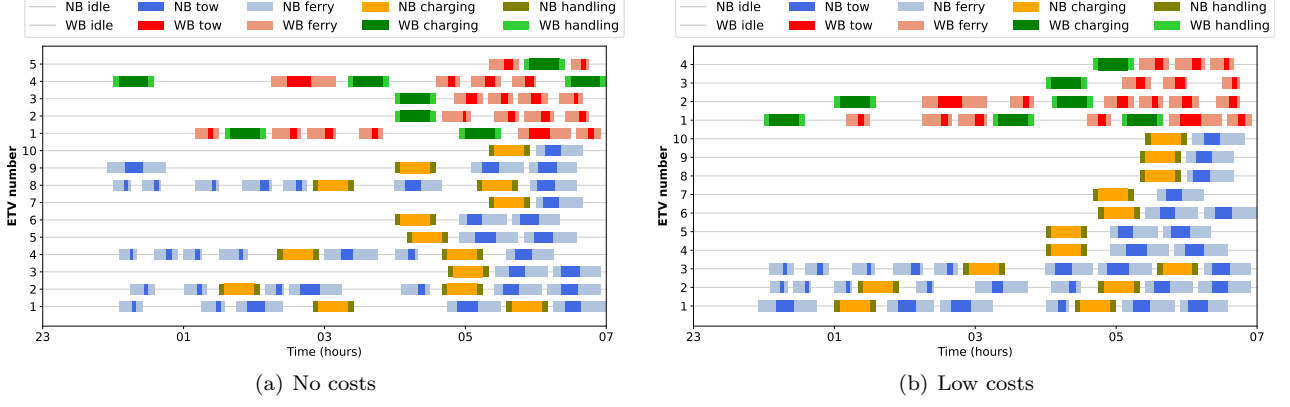 NB idle NB tow NB ferry NB charging NB handling
WB idle WB tow WB ferry WB charging WB handling
5
4
3
2
1
10
9
8
7
6
5
4
3
2
1
ETV number
23 01 03 05 07
Time (hours)
(a) No costs
NB idle NB tow NB ferry NB charging NB handling
WB idle WB tow WB ferry WB charging WB handling
4
3
2
1
10
9
8
7
6
5
4
3
2
1
ETV number
23 01 03 05 07
Time (hours)
(b) Low costs